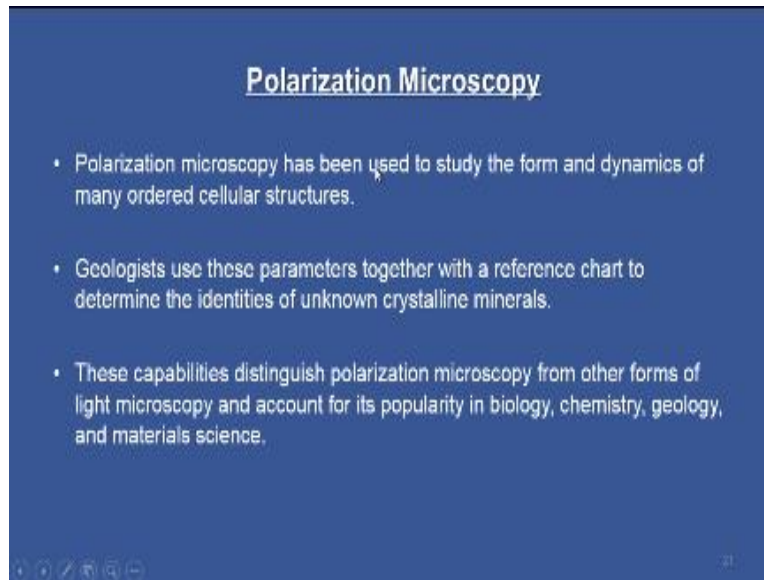 Polarization Microscopy
• Polarization microscopy has been used to study the form and dynamics of
many ordered cellular structures.
• Geologists use these parameters together with a reference chart to
determine the identities of unknown crystalline minerals.
• These capabilities distinguish polarization microscopy from other forms of
light microscopy and account for its popularity in biology, chemistry, geology,
and materials science.